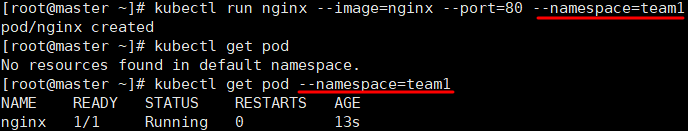 [root@master ~]# kubectl run nginx --image=nginx --port=80 --namespace=team1
pod/nginx created
[root@master ~]# kubectl get pod
No resources found in default namespace.
[root@master ~]# kubectl get pod --namespace=team1
NAME    READY   STATUS    RESTARTS   AGE
nginx   1/1     Running   0          13s